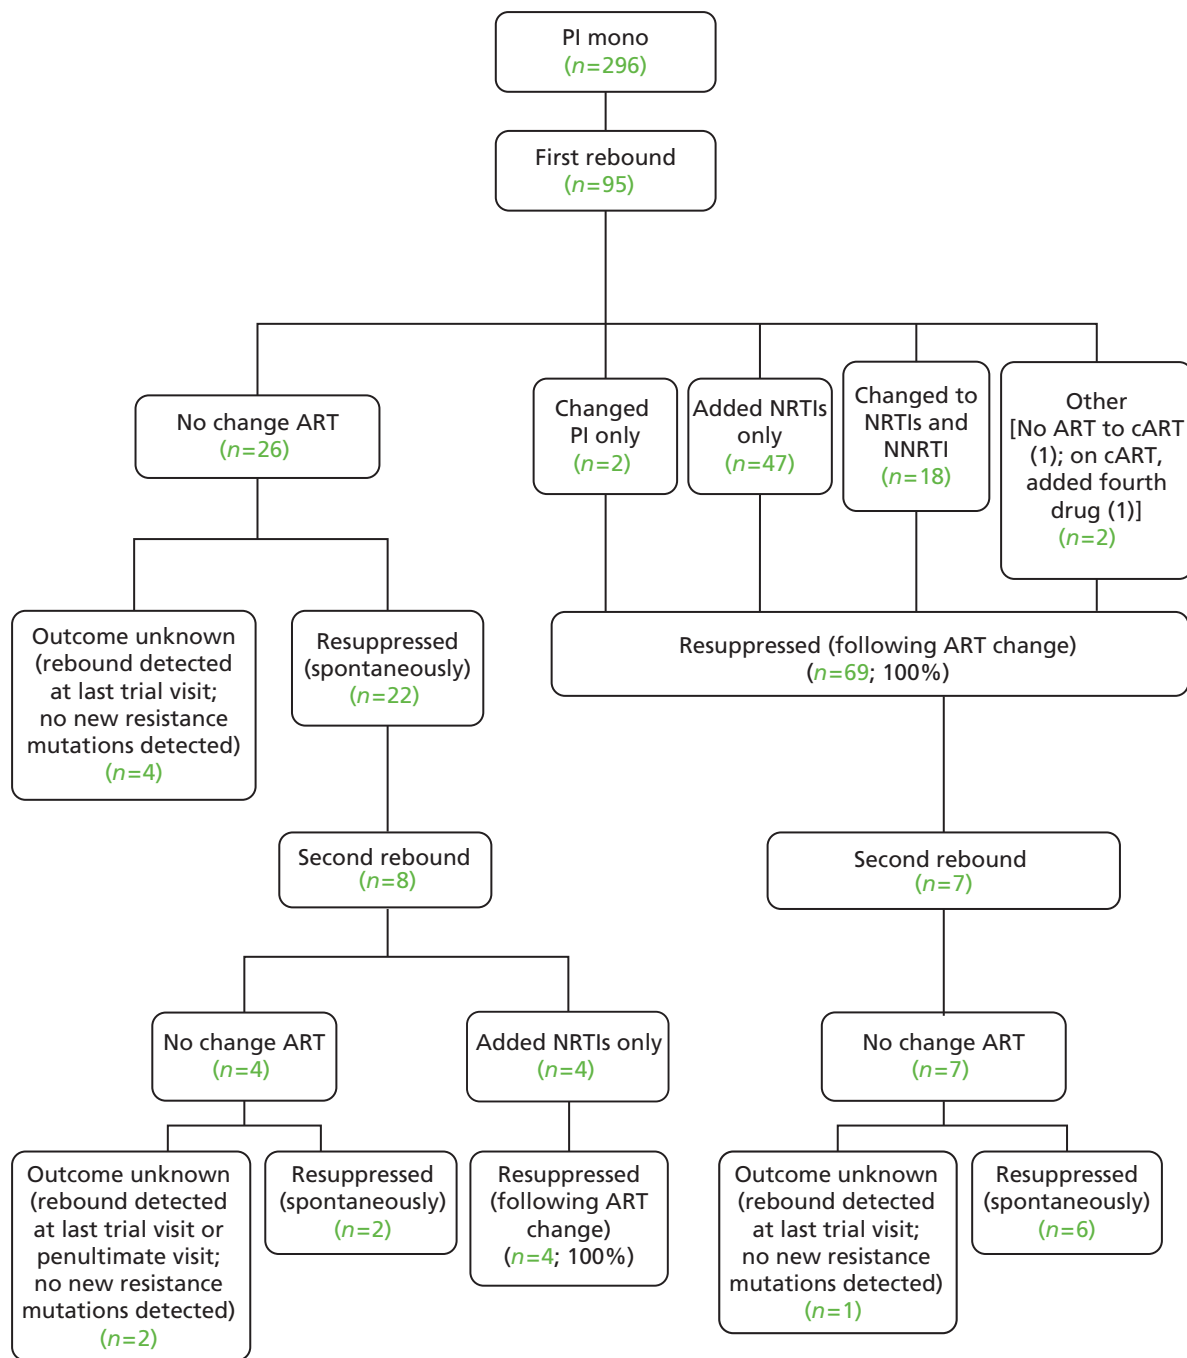 PI mono
(n=296)
First rebound
(n=95)
No change ART
(n=26)
Changed
PI only
(n=2)
Added NRTIs
only
(n=47)
Changed to
NRTIs and
NNRTI
(n=18)
Other
[No ART to cART
(1); on cART,
added fourth
drug (1)]
(n=2)
Outcome unknown
(rebound detected
at last trial visit;
no new resistance
mutations detected)
(n=4)
Resuppressed
(spontaneously)
(n=22)
Resuppressed (following ART change)
(n=69; 100%)
Second rebound
(n=8)
Second rebound
(n=7)
No change ART
(n=4)
Added NRTIs only
(n=4)
No change ART
(n=7)
Outcome unknown
(rebound detected
at last trial visit or
penultimate visit;
no new resistance
mutations detected)
(n=2)
Resuppressed
(spontaneously)
(n=2)
Resuppressed
(following ART
change)
(n=4; 100%)
Outcome unknown
(rebound detected
at last trial visit;
no new resistance
mutations detected)
(n=1)
Resuppressed
(spontaneously)
(n=6)